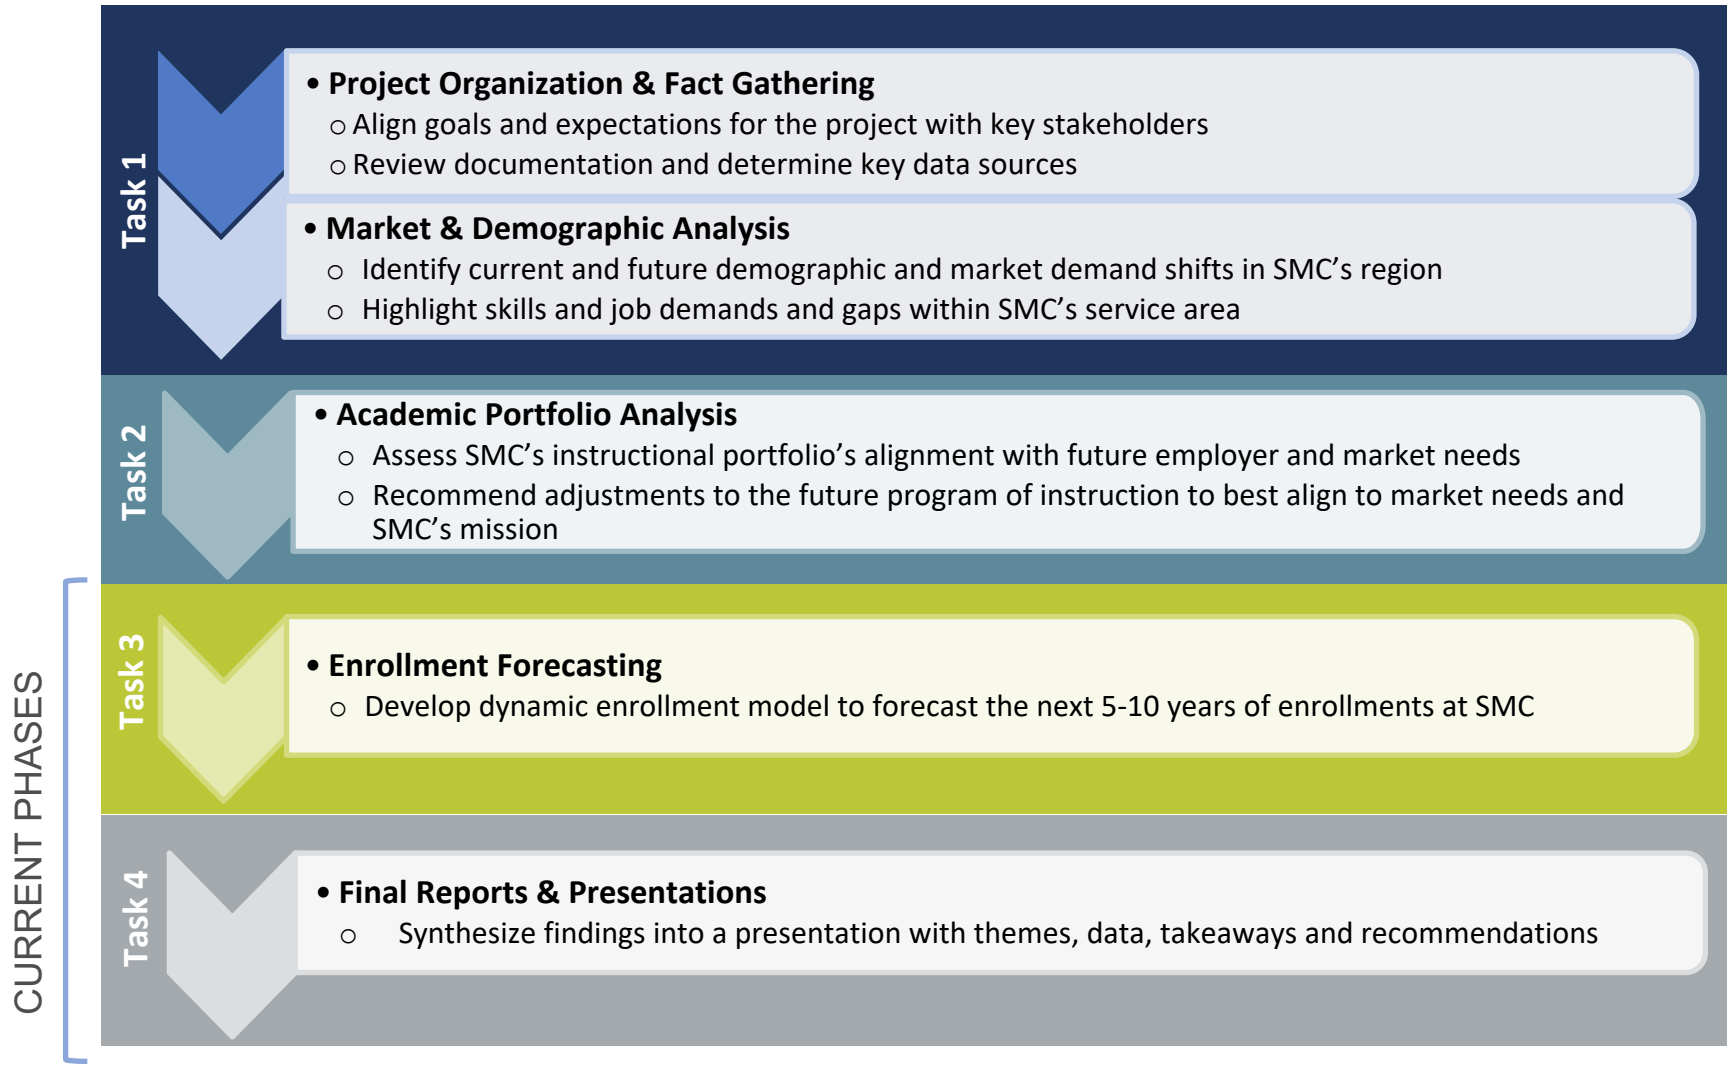 Task 1
• Project Organization & Fact Gathering
o Align goals and expectations for the project with key stakeholders
o Review documentation and determine key data sources
• Market & Demographic Analysis
o Identify current and future demographic and market demand shifts in SMC’s region
o Highlight skills and job demands and gaps within SMC’s service area
Task 2
• Academic Portfolio Analysis
o Assess SMC’s instructional portfolio’s alignment with future employer and market needs
o Recommend adjustments to the future program of instruction to best align to market needs and
SMC’s mission
CURRENT PHASES
Task 3
• Enrollment Forecasting
o Develop dynamic enrollment model to forecast the next 5-10 years of enrollments at SMC
Task 4
• Final Reports & Presentations
o Synthesize findings into a presentation with themes, data, takeaways and recommendations